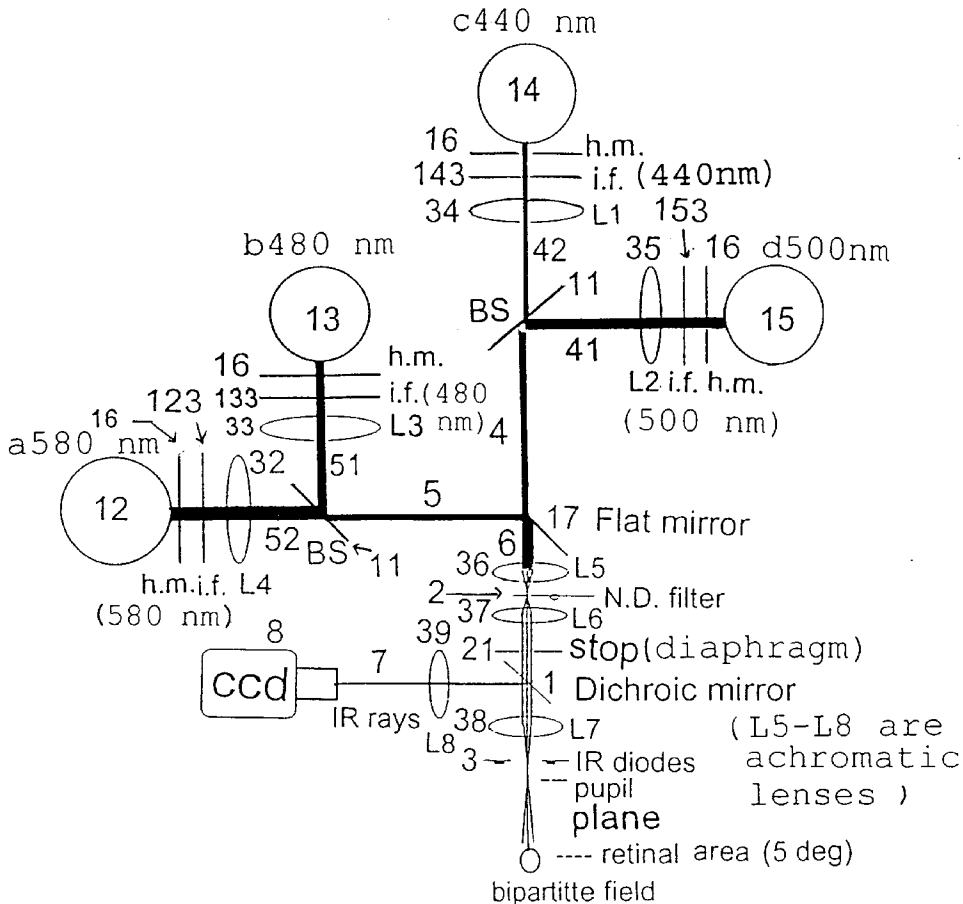 c440 nm
14
16 h.m.
143 i.f. (440nm)
34 L1 153
42 35 16 d500nm
b480 nm
11
BS
13 15
41
16 h.m. L2 i.f. h.m.
133 i.f.(480 (500 nm)
123
33 L3 nm) 4
16
a580 nm
32 51
5
12
52 BS 11 17 Flat mirror
6
h.m. i.f. L4 36 L5
(580 nm) 2 N.D. filter
37 L6
8 39 21 stop(diaphragm)
ccd 7 1 Dichroic mirror
IR rays 38 L7 (L5-L8 are
L8 3 IR diodes achromatic
pupil lenses )
plane
---- retinal area (5 deg)
bipartitte field